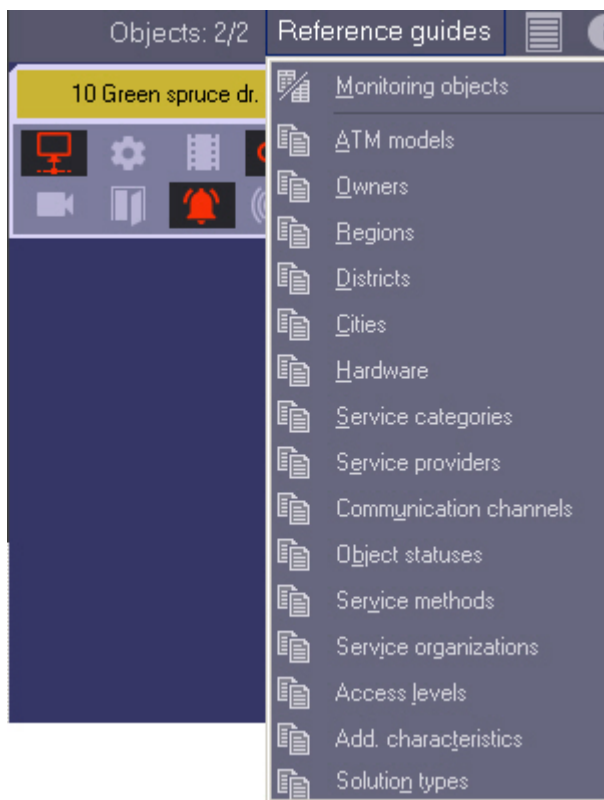 Objects: 2/2 Reference guides
10 Green spruce dr.
Monitoring objects
ATM models
Owners
Regions
Districts
Cities
Hardware
Service categories
Service providers
Communication channels
Object statuses
Service methods
Service organizations
Access levels
Add. characteristics
Solution types